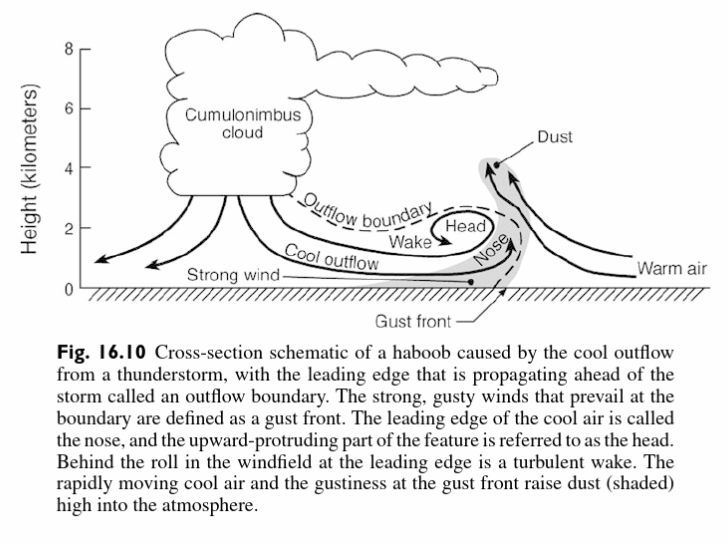 Height (kilometers)
8
6
4
2
0
Cumulonimbus
cloud
Dust
Outflow boundary
Head
Wake
Nose
Cool outflow
Strong wind
Warm air
Gust front
Fig. 16.10 Cross-section schematic of a haboob caused by the cool outflow
from a thunderstorm, with the leading edge that is propagating ahead of the
storm called an outflow boundary. The strong, gusty winds that prevail at the
boundary are defined as a gust front. The leading edge of the cool air is called
the nose, and the upward-protruding part of the feature is referred to as the head.
Behind the roll in the windfield at the leading edge is a turbulent wake. The
rapidly moving cool air and the gustiness at the gust front raise dust (shaded)
high into the atmosphere.